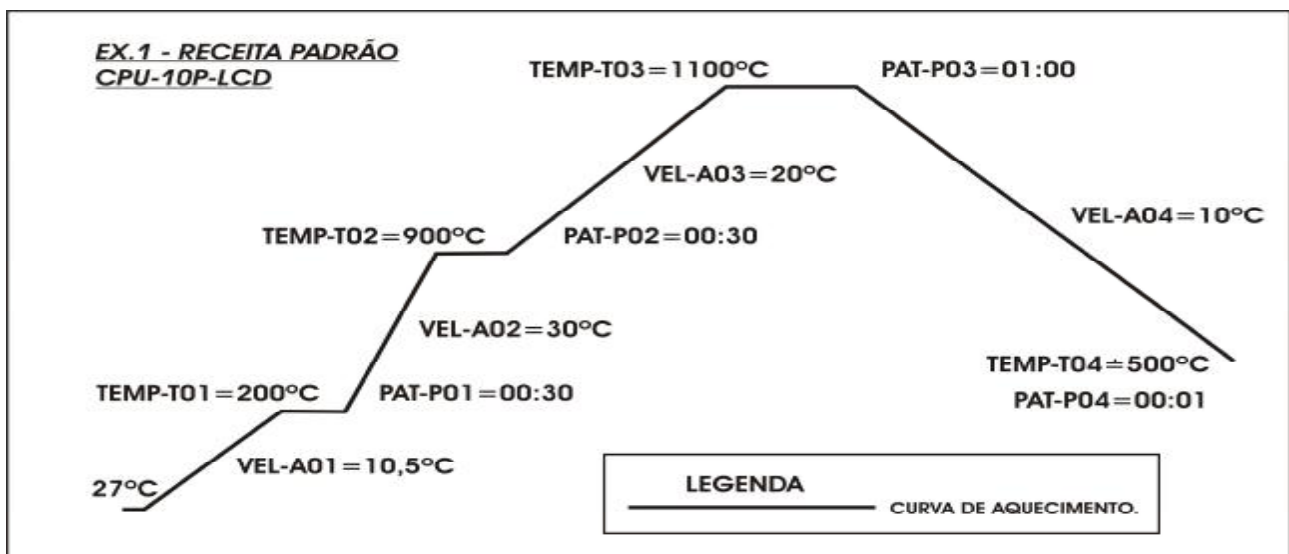 EX.1 - RECEITA PADRÃO
CPU-10P-LCD
TEMP-T03=1100°C
PAT-P03=01:00
VEL-A03=20°C
VEL-A04=10°C
TEMP-T02=900°C
PAT-P02=00:30
VEL-A02=30°C
TEMP-T04=500°C
PAT-P04=00:01
TEMP-T01=200°C
PAT-P01=00:30
VEL-A01=10,5°C
27°C
LEGENDA
CURVA DE AQUECIMENTO.